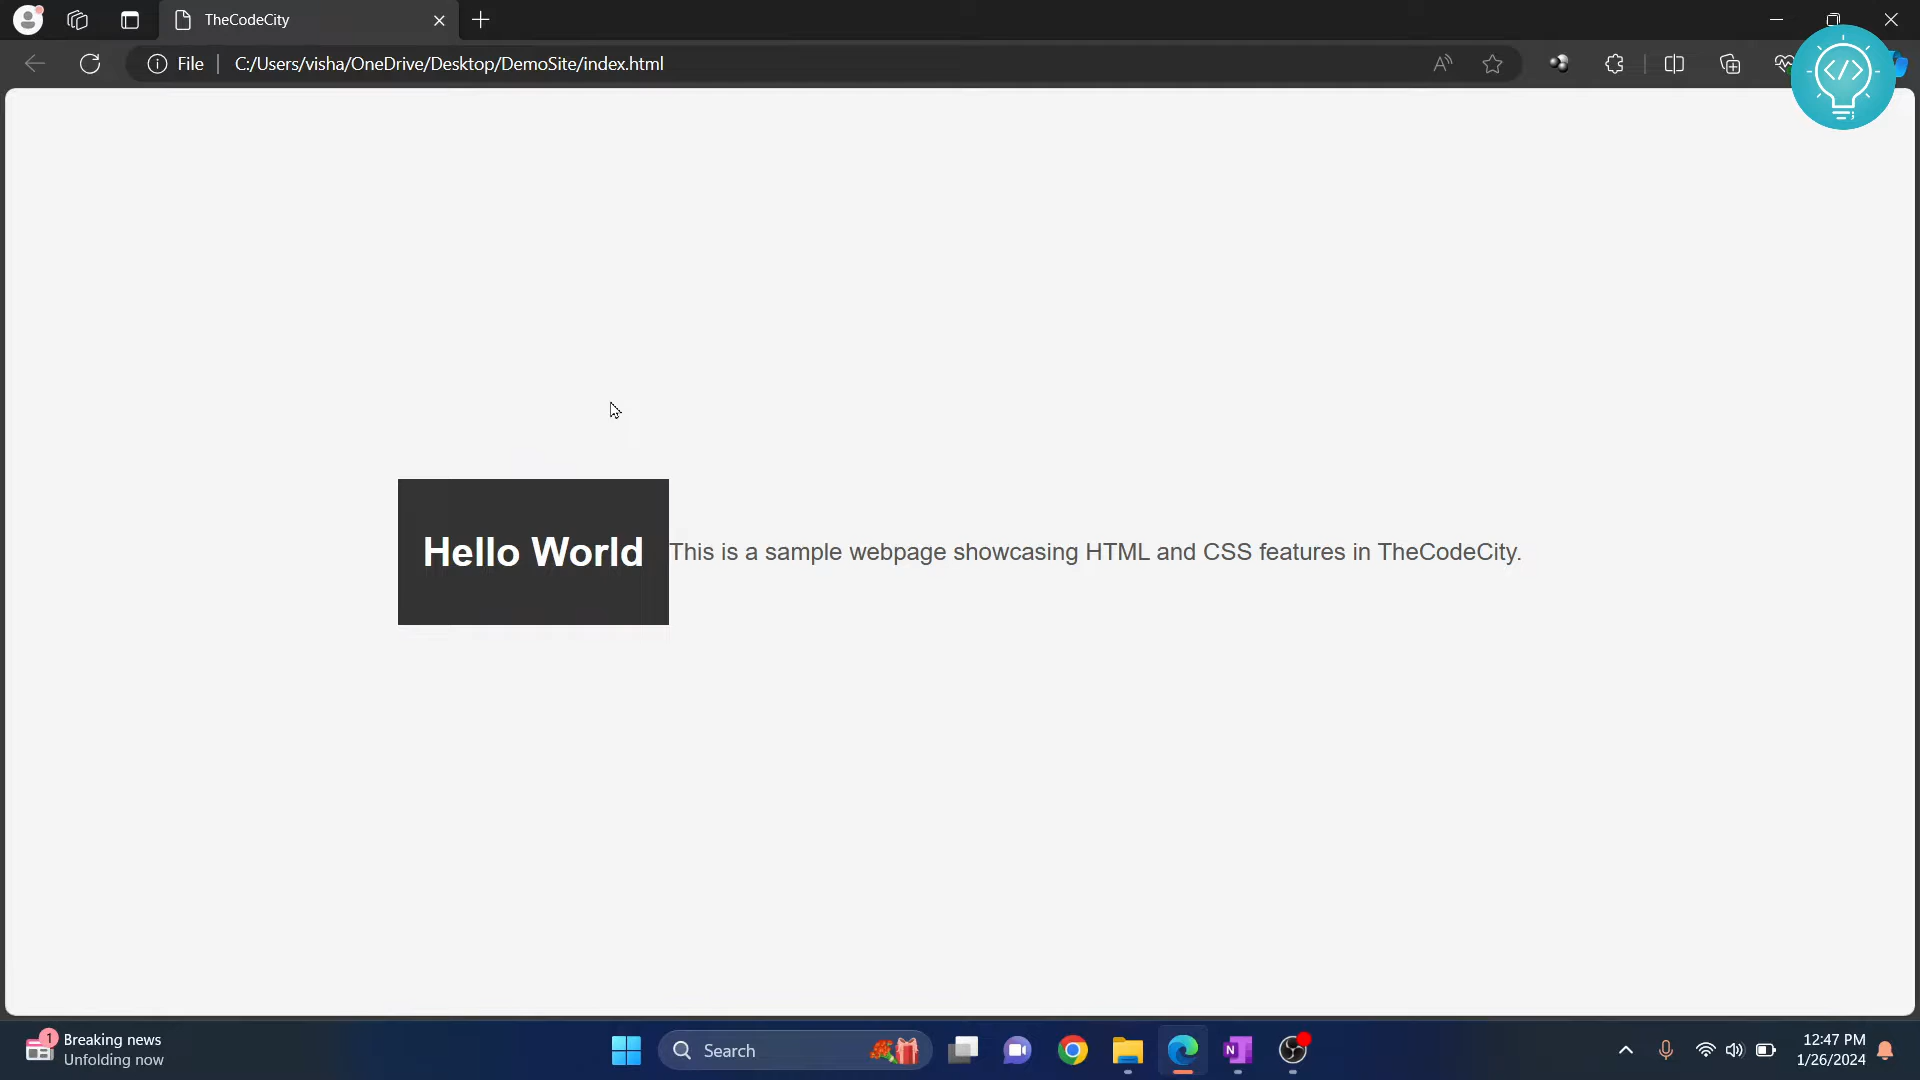 TheCodeCity
File
C:/Users/visha/OneDrive/Desktop/DemoSite/index.html
</>
Hello World
This is a sample webpage showcasing HTML and CSS features in TheCodeCity.
1
Breaking news
Unfolding now
Search
N
12:47 PM
1/26/2024